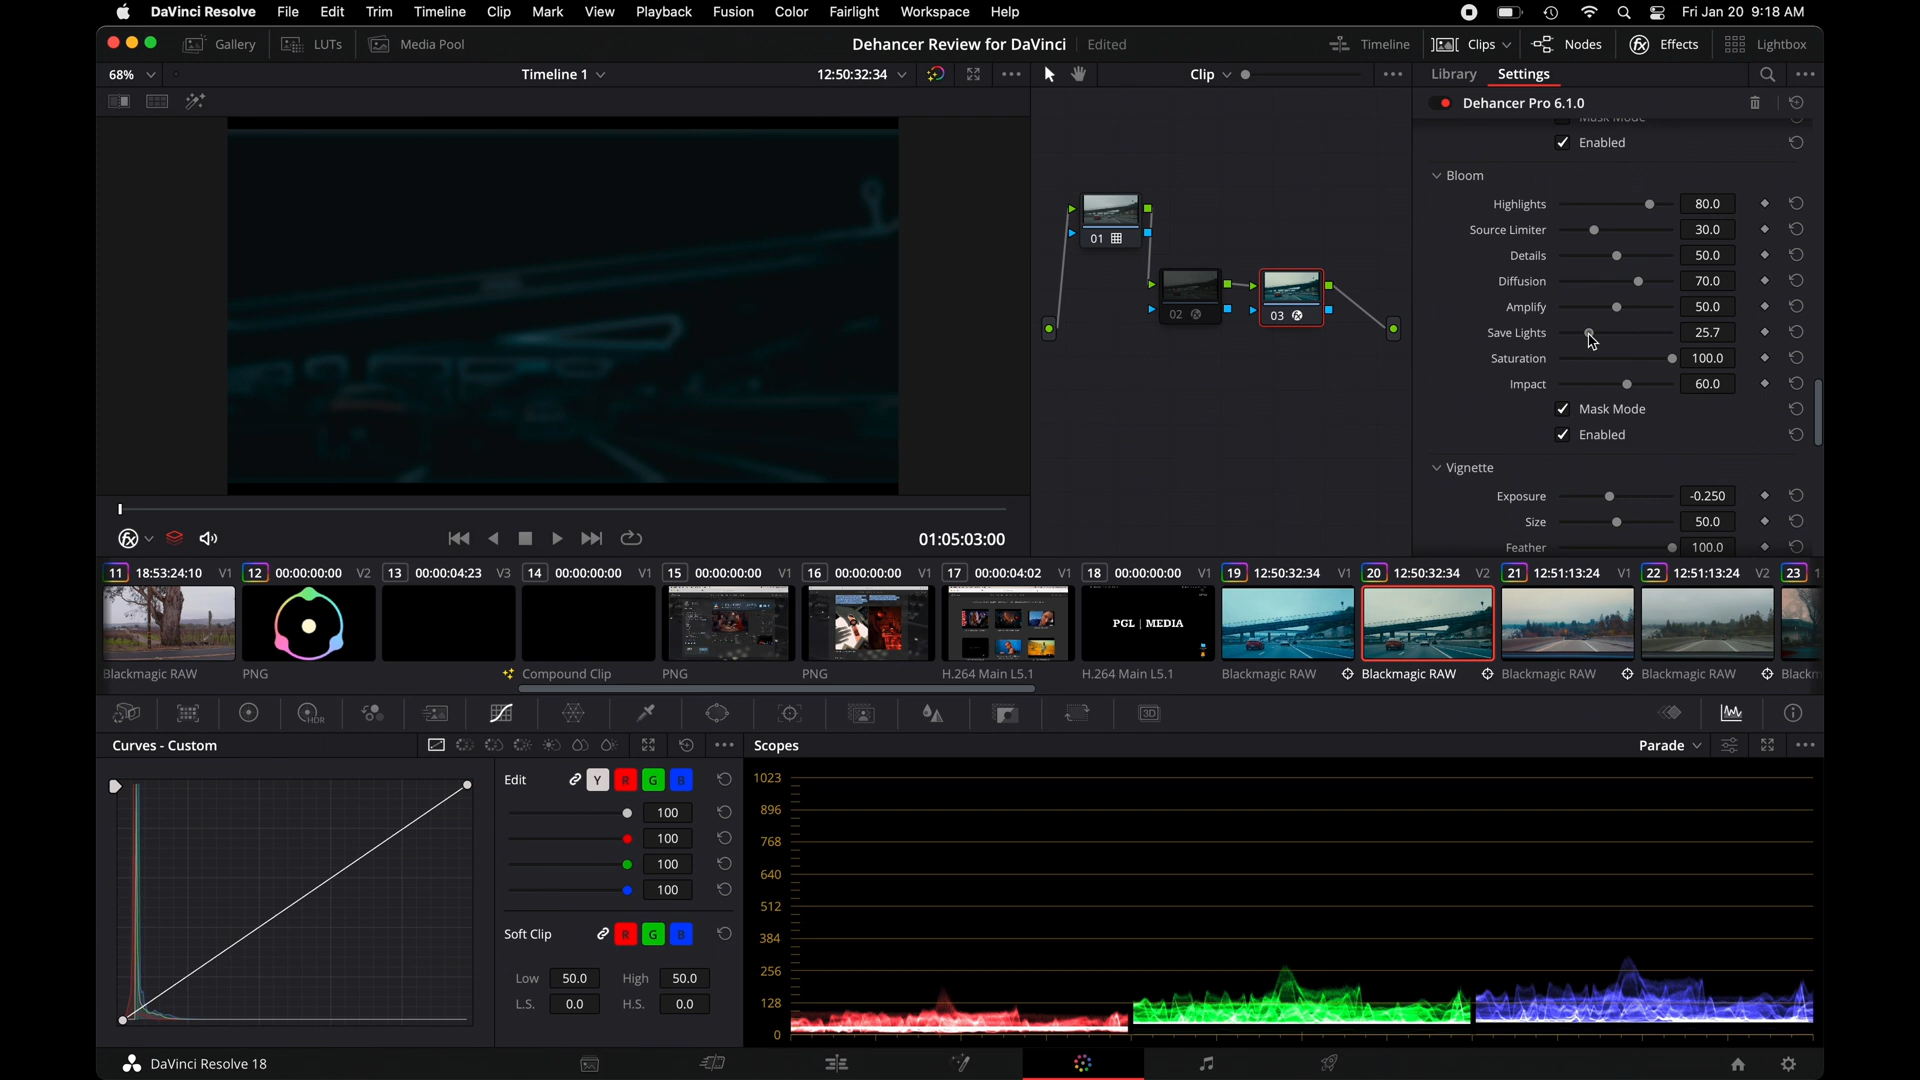 DaVinci Resolve File Edit Trim Timeline Clip Mark View Playback Fusion Color Fairlight Workspace Help Fri Jan 20 9:18 AM
Gallery LUTs Media Pool Dehancer Review for DaVinci Edited Timeline Clips Nodes Effects Lightbox
68% Timeline 1 12:50:32:34 Clip Library Settings
Dehancer Pro 6.1.0
Mask Mode
Enabled
Bloom
Highlights 80.0
Source Limiter 30.0
Details 50.0
Diffusion 70.0
Amplify 50.0
Save Lights 25.7
Saturation 100.0
Impact 60.0
Mask Mode
Enabled
Vignette
Exposure -0.250
Size 50.0
Feather 100.0
01
02
03
01:05:03:00
11 18:53:24:10 V1 12 00:00:00:00 V2 13 00:00:04:23 V3 14 00:00:00:00 V1 15 00:00:00:00 V1 16 00:00:00:00 V1 17 00:00:04:02 V1 18 00:00:00:00 V1 19 12:50:32:34 V1 20 12:50:32:34 V2 21 12:51:13:24 V1 22 12:51:13:24 V2 23 1
PGL | MEDIA
Blackmagic RAW PNG Compound Clip PNG PNG H.264 Main L5.1 H.264 Main L5.1 Blackmagic RAW Blackmagic RAW Blackmagic RAW Blackmagic RAW Blackm
HDR 3D
Curves - Custom
Edit Y R G B
100
100
100
100
Soft Clip R G B
Low 50.0 High 50.0
L.S. 0.0 H.S. 0.0
Scopes Parade
1023
896
768
640
512
384
256
128
0
DaVinci Resolve 18